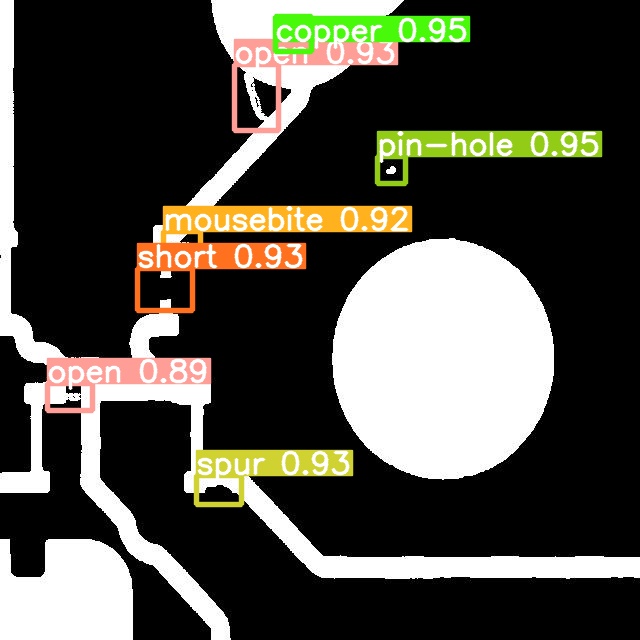 copper 0.95
open 0.93
pin-hole 0.95
mousebite 0.92
short 0.93
open 0.89
spur 0.93